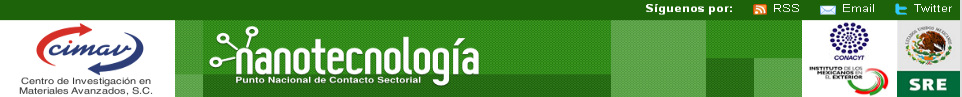 Síguenos por: RSS Email Twitter
cimav
Centro de Investigación en
Materiales Avanzados, S.C.
nanotecnología
Punto Nacional de Contacto Sectorial
CONACYT
INSTITUTO DE LOS
MEXICANOS EN
EL EXTERIOR
SRE